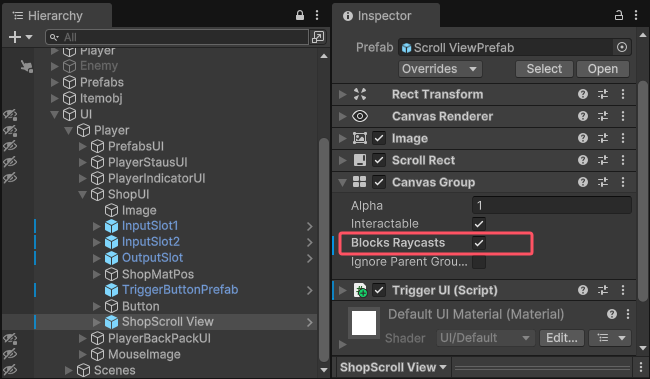 Hierarchy
All
Player
Enemy
Prefabs
Itemobj
UI
Player
PrefabsUI
PlayerStausUI
PlayerIndicatorUI
ShopUI
Image
InputSlot1
InputSlot2
OutputSlot
ShopMatPos
TriggerButtonPrefab
Button
ShopScroll View
PlayerBackPackUI
MouseImage
Scenes
Inspector
Prefab Scroll ViewPrefab
Overrides Select Open
Rect Transform
Canvas Renderer
Image
Scroll Rect
Canvas Group
Alpha 1
Interactable
Blocks Raycasts
Ignore Parent Grou...
Trigger UI (Script)
Default UI Material (Material)
Shader UI/Default Edit...
ShopScroll View